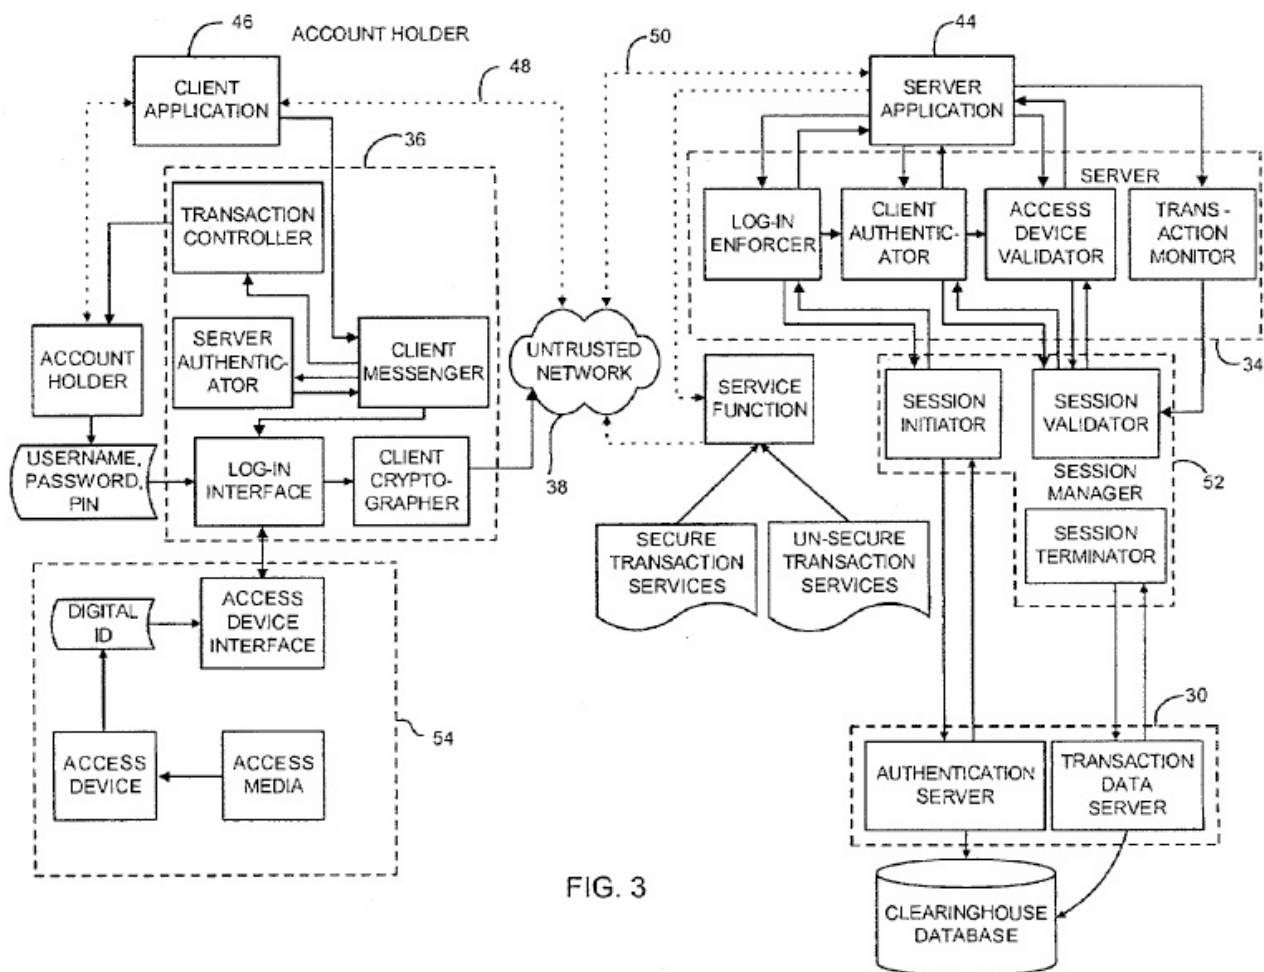 46
ACCOUNT HOLDER
50
44
CLIENT
APPLICATION
48
SERVER
APPLICATION
36
SERVER
TRANSACTION
CONTROLLER
LOG-IN
ENFORCER
CLIENT
AUTHENTIC-
ATOR
ACCESS
DEVICE
VALIDATOR
TRANS-
ACTION
MONITOR
ACCOUNT
HOLDER
SERVER
AUTHENTIC-
ATOR
CLIENT
MESSENGER
UNTRUSTED
NETWORK
34
SERVICE
FUNCTION
SESSION
INITIATOR
SESSION
VALIDATOR
USERNAME,
PASSWORD,
PIN
LOG-IN
INTERFACE
CLIENT
CRYPTO-
GRAPHER
38
SESSION
MANAGER
52
SECURE
TRANSACTION
SERVICES
UN-SECURE
TRANSACTION
SERVICES
SESSION
TERMINATOR
DIGITAL
ID
ACCESS
DEVICE
INTERFACE
30
54
ACCESS
DEVICE
ACCESS
MEDIA
AUTHENTICATION
SERVER
TRANSACTION
DATA
SERVER
FIG. 3
CLEARINGHOUSE
DATABASE